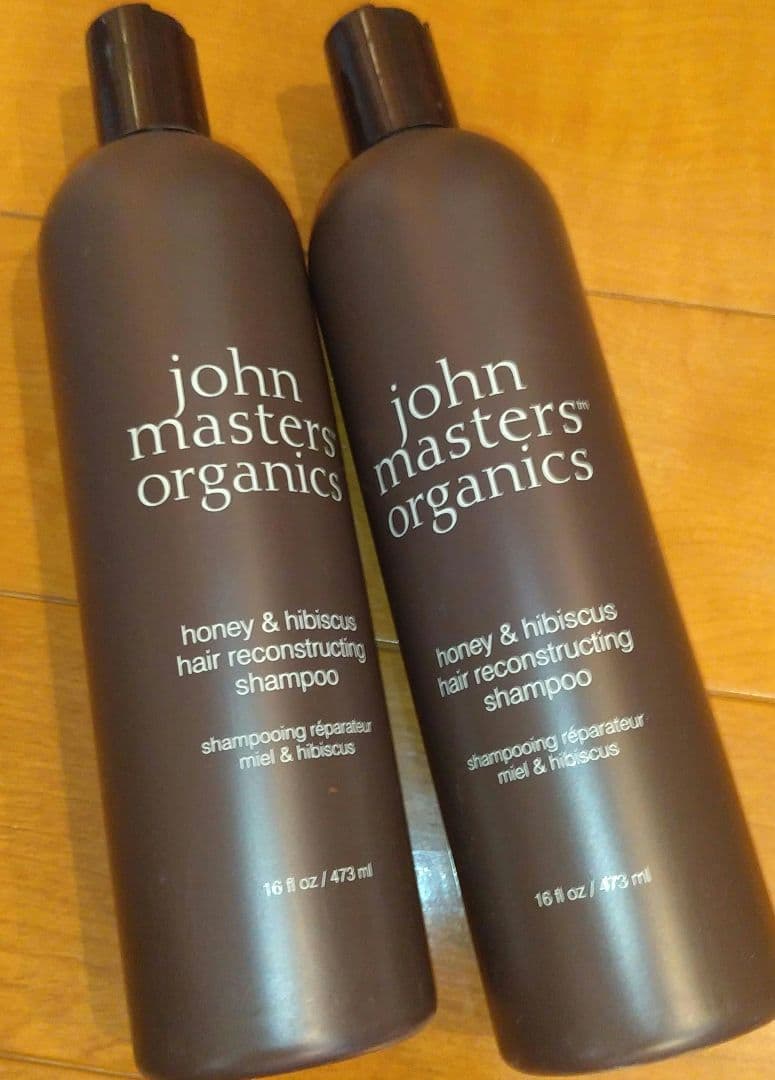 john
masters
organics
honey & hibiscus
hair reconstructing
shampoo
shampooing réparateur
miel & hibiscus
16 fl oz / 473 ml
john
masters™
organics
honey & hibiscus
hair reconstructing
shampoo
shampooing réparateur
miel & hibiscus
16 fl oz / 473 ml